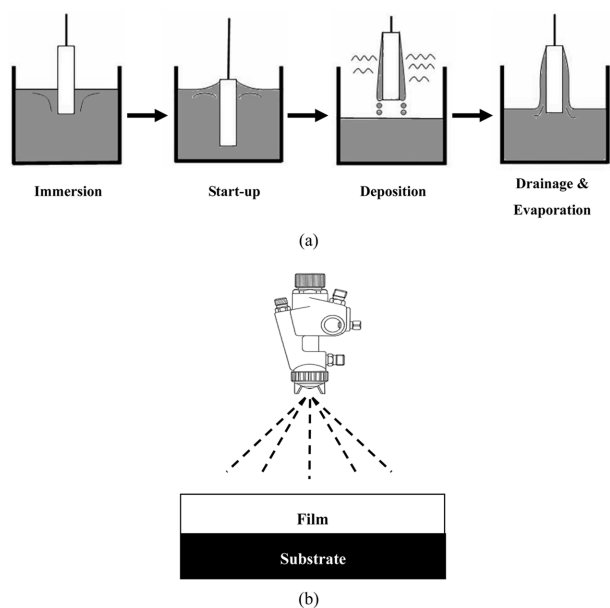 Immersion
Start-up
Deposition
Drainage &
Evaporation
(a)
Film
Substrate
(b)